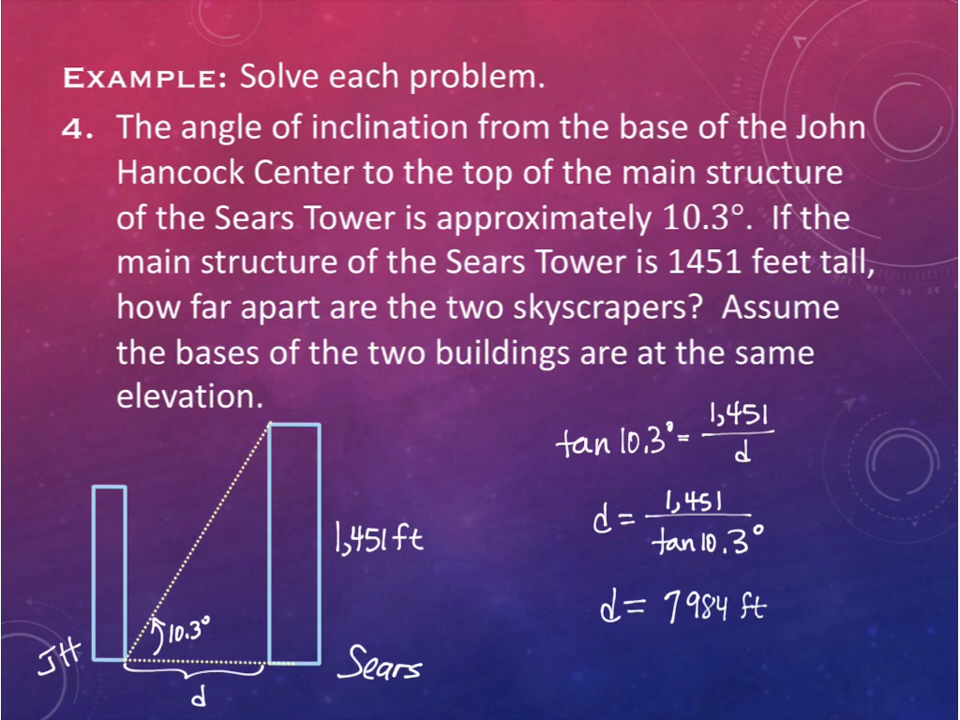 EXAMPLE: Solve each problem.
4. The angle of inclination from the base of the John
Hancock Center to the top of the main structure
of the Sears Tower is approximately 10.3°. If the
main structure of the Sears Tower is 1451 feet tall,
how far apart are the two skyscrapers? Assume
the bases of the two buildings are at the same
elevation.
tan 10.3° = 1,451 / d
d = 1,451 / tan 10.3°
d = 7984 ft
1,451 ft
10.3°
JH
Sears
d